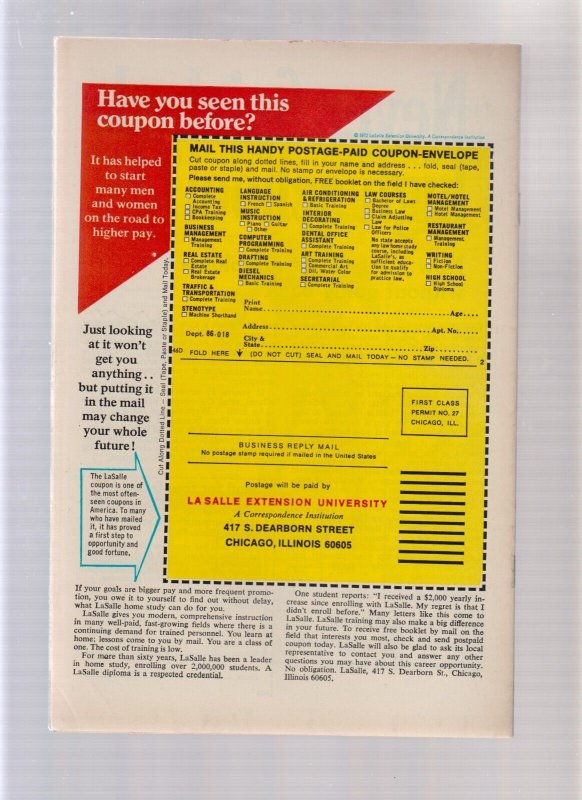 Have you seen this
coupon before?
© 1972 LaSalle Extension University, A Correspondence Institution
It has helped
to start
many men
and women
on the road to
higher pay.
MAIL THIS HANDY POSTAGE-PAID COUPON-ENVELOPE
Cut coupon along dotted lines, fill in your name and address . . . fold, seal (tape,
paste or staple) and mail. No stamp or envelope is necessary.
Please send me, without obligation, FREE booklet on the field I have checked:
ACCOUNTING
Complete
Accounting
Income Tax
CPA Training
Bookkeeping
BUSINESS
MANAGEMENT
Management
Training
REAL ESTATE
Complete Real
Estate
Real Estate
Brokerage
TRAFFIC &
TRANSPORTATION
Complete Training
STENOTYPE
Machine Shorthand
LANGUAGE
INSTRUCTION
French Spanish
MUSIC
INSTRUCTION
Piano Guitar
Other
COMPUTER
PROGRAMMING
Complete Training
DRAFTING
Complete Training
DIESEL
MECHANICS
Basic Training
AIR CONDITIONING
& REFRIGERATION
Basic Training
INTERIOR
DECORATING
Complete Training
DENTAL OFFICE
ASSISTANT
Complete Training
ART TRAINING
Complete Training
Commercial Art
Oil, Water Color
SECRETARIAL
Complete Training
LAW COURSES
Bachelor of Laws
Degree
Business Law
Claim Adjusting
Law
Law for Police
Officers
No state accepts
any law home study
course, including
LaSalle's, as
sufficient educa-
tion to qualify
for admission to
practice law.
MOTEL/HOTEL
MANAGEMENT
Motel Management
Hotel Management
RESTAURANT
MANAGEMENT
Management
Training
WRITING
Fiction
Non-Fiction
HIGH SCHOOL
High School
Diploma
Print
Name Age
Address Apt. No.
Dept. 86-018
City &
State Zip
46D FOLD HERE (DO NOT CUT) SEAL AND MAIL TODAY — NO STAMP NEEDED. 2
Cut Along Dotted Line — Seal (Tape, Paste or Staple) and Mail Today.
Just looking
at it won't
get you
anything . .
but putting it
in the mail
may change
your whole
future!
The LaSalle
coupon is one of
the most often-
seen coupons in
America. To many
who have mailed
it, it has proved
a first step to
opportunity and
good fortune.
FIRST CLASS
PERMIT NO. 27
CHICAGO, ILL.
BUSINESS REPLY MAIL
No postage stamp required if mailed in the United States
Postage will be paid by
LA SALLE EXTENSION UNIVERSITY
A Correspondence Institution
417 S. DEARBORN STREET
CHICAGO, ILLINOIS 60605
If your goals are bigger pay and more frequent promo-
tion, you owe it to yourself to find out without delay,
what LaSalle home study can do for you.
LaSalle gives you modern, comprehensive instruction
in many well-paid, fast-growing fields where there is a
continuing demand for trained personnel. You learn at
home; lessons come to you by mail. You are a class of
one. The cost of training is low.
For more than sixty years, LaSalle has been a leader
in home study, enrolling over 2,000,000 students. A
LaSalle diploma is a respected credential.
One student reports: "I received a $2,000 yearly in-
crease since enrolling with LaSalle. My regret is that I
didn't enroll before." Many letters like this come to
LaSalle. LaSalle training may also make a big difference
in your future. To receive free booklet by mail on the
field that interests you most, check and send postpaid
coupon today. LaSalle will also be glad to ask its local
representative to contact you and answer any other
questions you may have about this career opportunity.
No obligation. LaSalle, 417 S. Dearborn St., Chicago,
Illinois 60605.